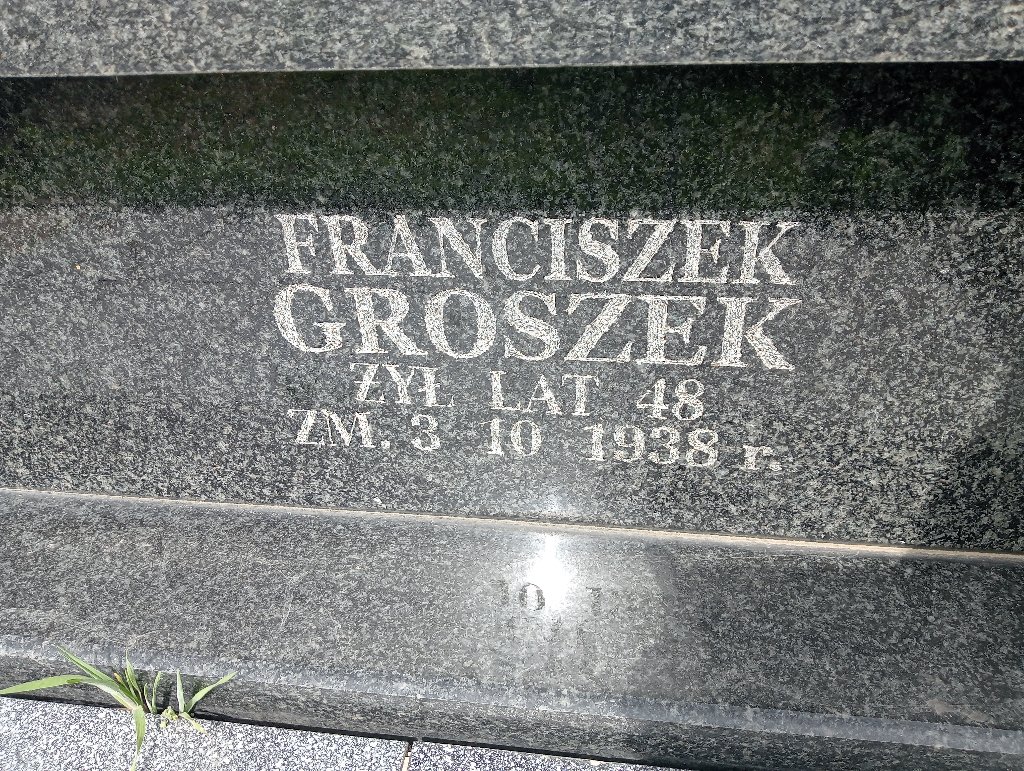 FRANCISZEK
GROSZEK
ŻYŁ LAT 48
ZM. 3 10 1938 r.